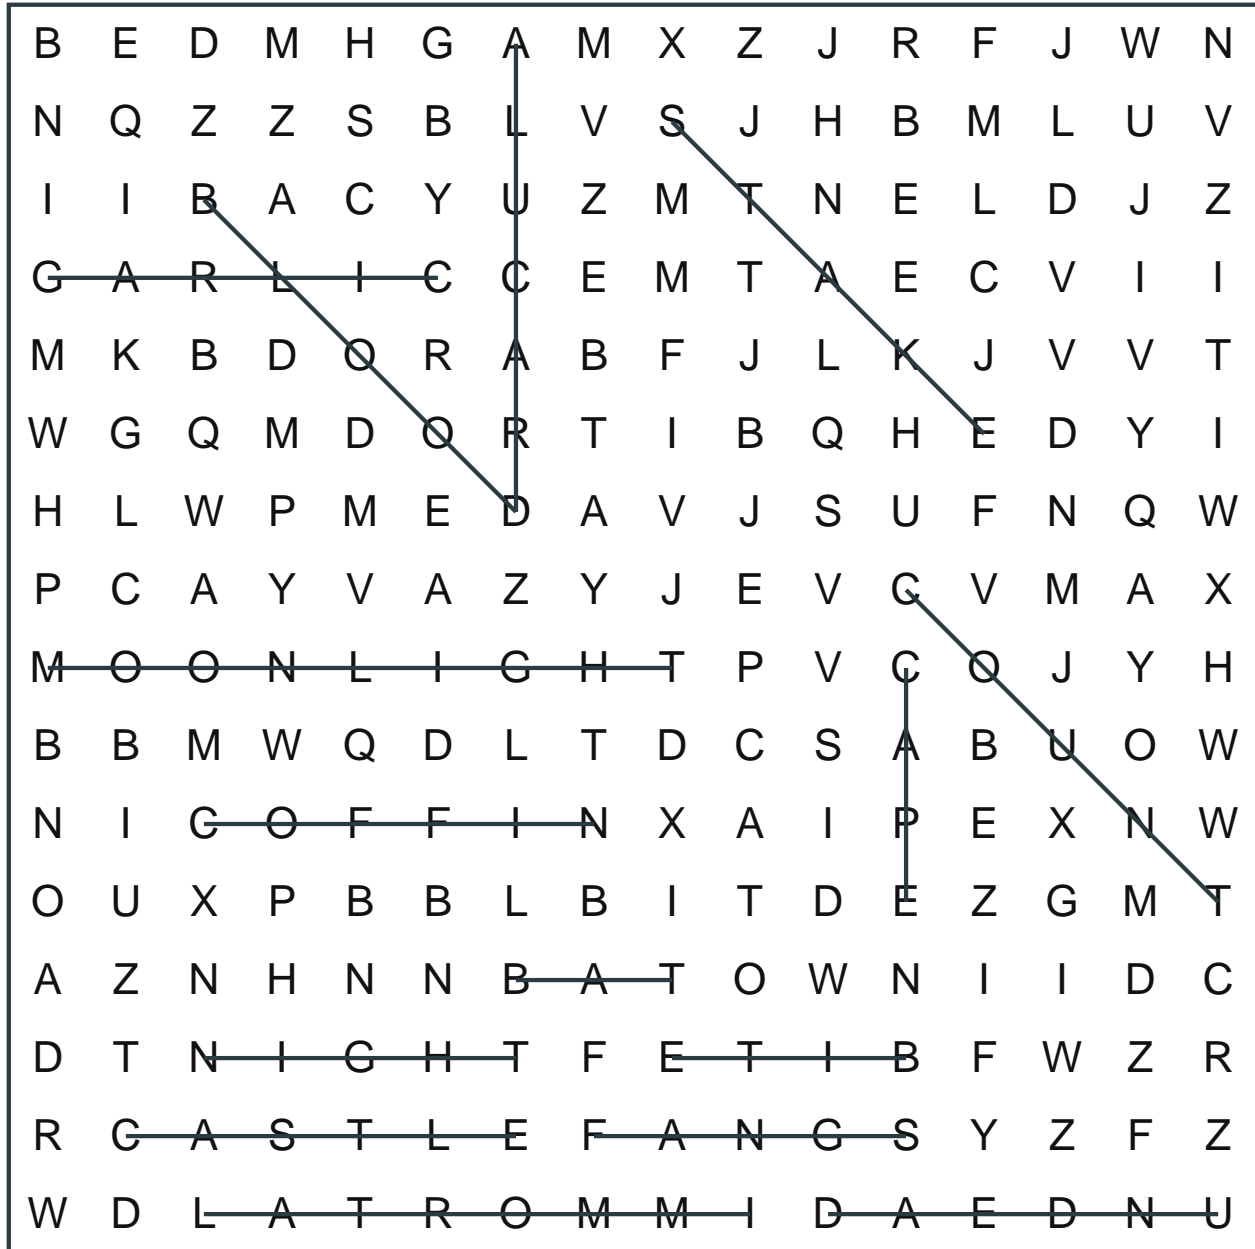 B E D M H G A M X Z J R F J W N
N Q Z Z S B L V S J H B M L U V
I I B A C Y U Z M T N E L D J Z
G A R L I C C E M T A E C V I I
M K B D O R A B F J L K J V V T
W G Q M D O R T I B Q H E D Y I
H L W P M E D A V J S U F N Q W
P C A Y V A Z Y J E V C V M A X
M O O N L I G H T P V C O J Y H
B B M W Q D L T D C S A B U O W
N I C O F F I N X A I P E X N W
O U X P B B L B I T D E Z G M T
A Z N H N N B A T O W N I I D C
D T N I G H T F E T I B F W Z R
R C A S T L E F A N G S Y Z F Z
W D L A T R O M M I D A E D N U